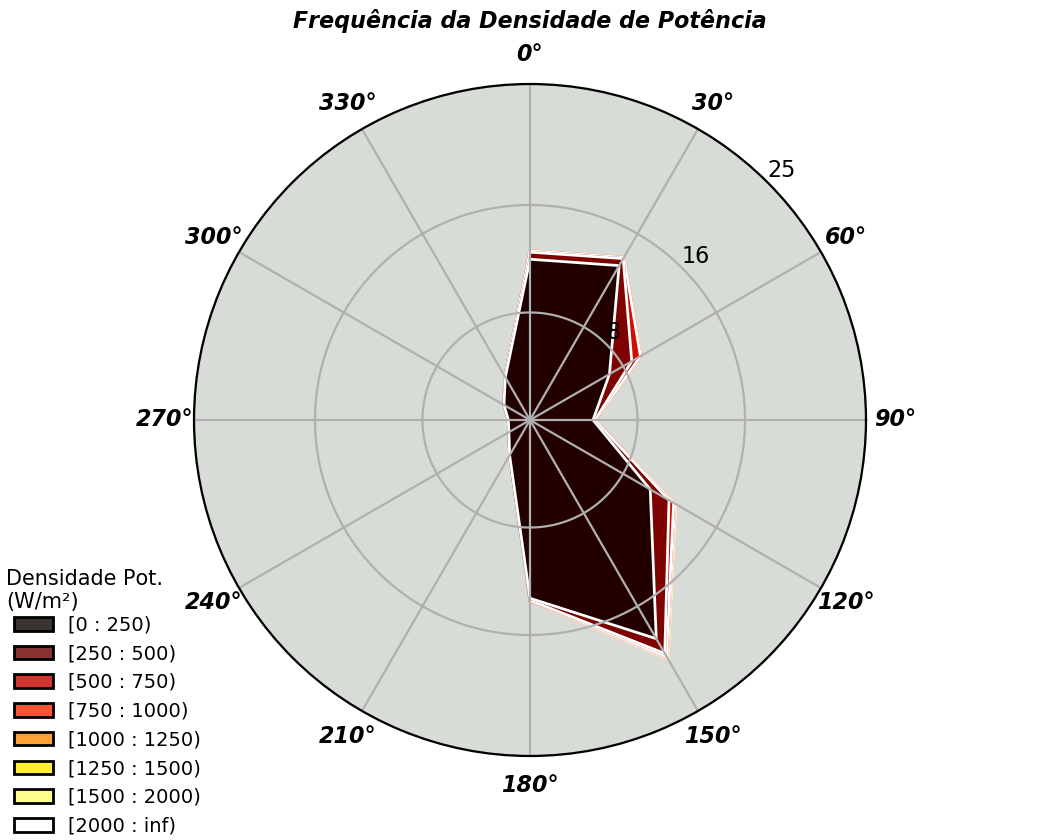 Frequência da Densidade de Potência
0°
330°
30°
25
300°
60°
16
8
270°
90°
Densidade Pot.
(W/m²)
240°
120°
[0 : 250)
[250 : 500)
[500 : 750)
[750 : 1000)
210°
150°
[1000 : 1250)
[1250 : 1500)
180°
[1500 : 2000)
[2000 : inf)